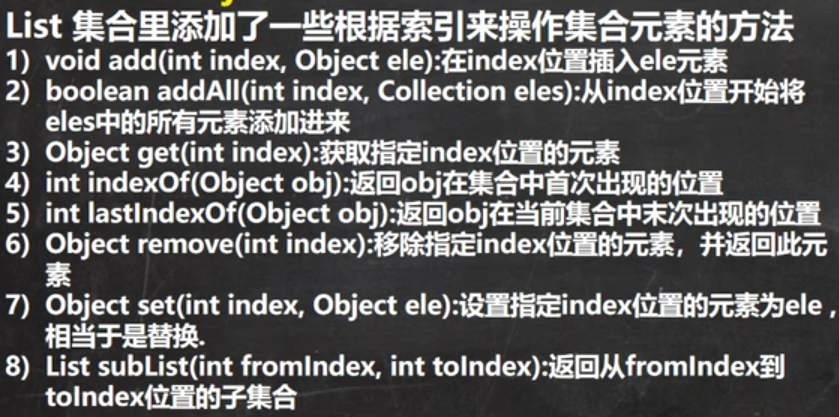 List 集合里添加了一些根据索引来操作集合元素的方法
1) void add(int index, Object ele):在index位置插入ele元素
2) boolean addAll(int index, Collection eles):从index位置开始将
eles中的所有元素添加进来
3) Object get(int index):获取指定index位置的元素
4) int indexOf(Object obj):返回obj在集合中首次出现的位置
5) int lastIndexOf(Object obj):返回obj在当前集合中末次出现的位置
6) Object remove(int index):移除指定index位置的元素，并返回此元
素
7) Object set(int index, Object ele):设置指定index位置的元素为ele ,
相当于是替换.
8) List subList(int fromIndex, int toIndex):返回从fromIndex到
toIndex位置的子集合